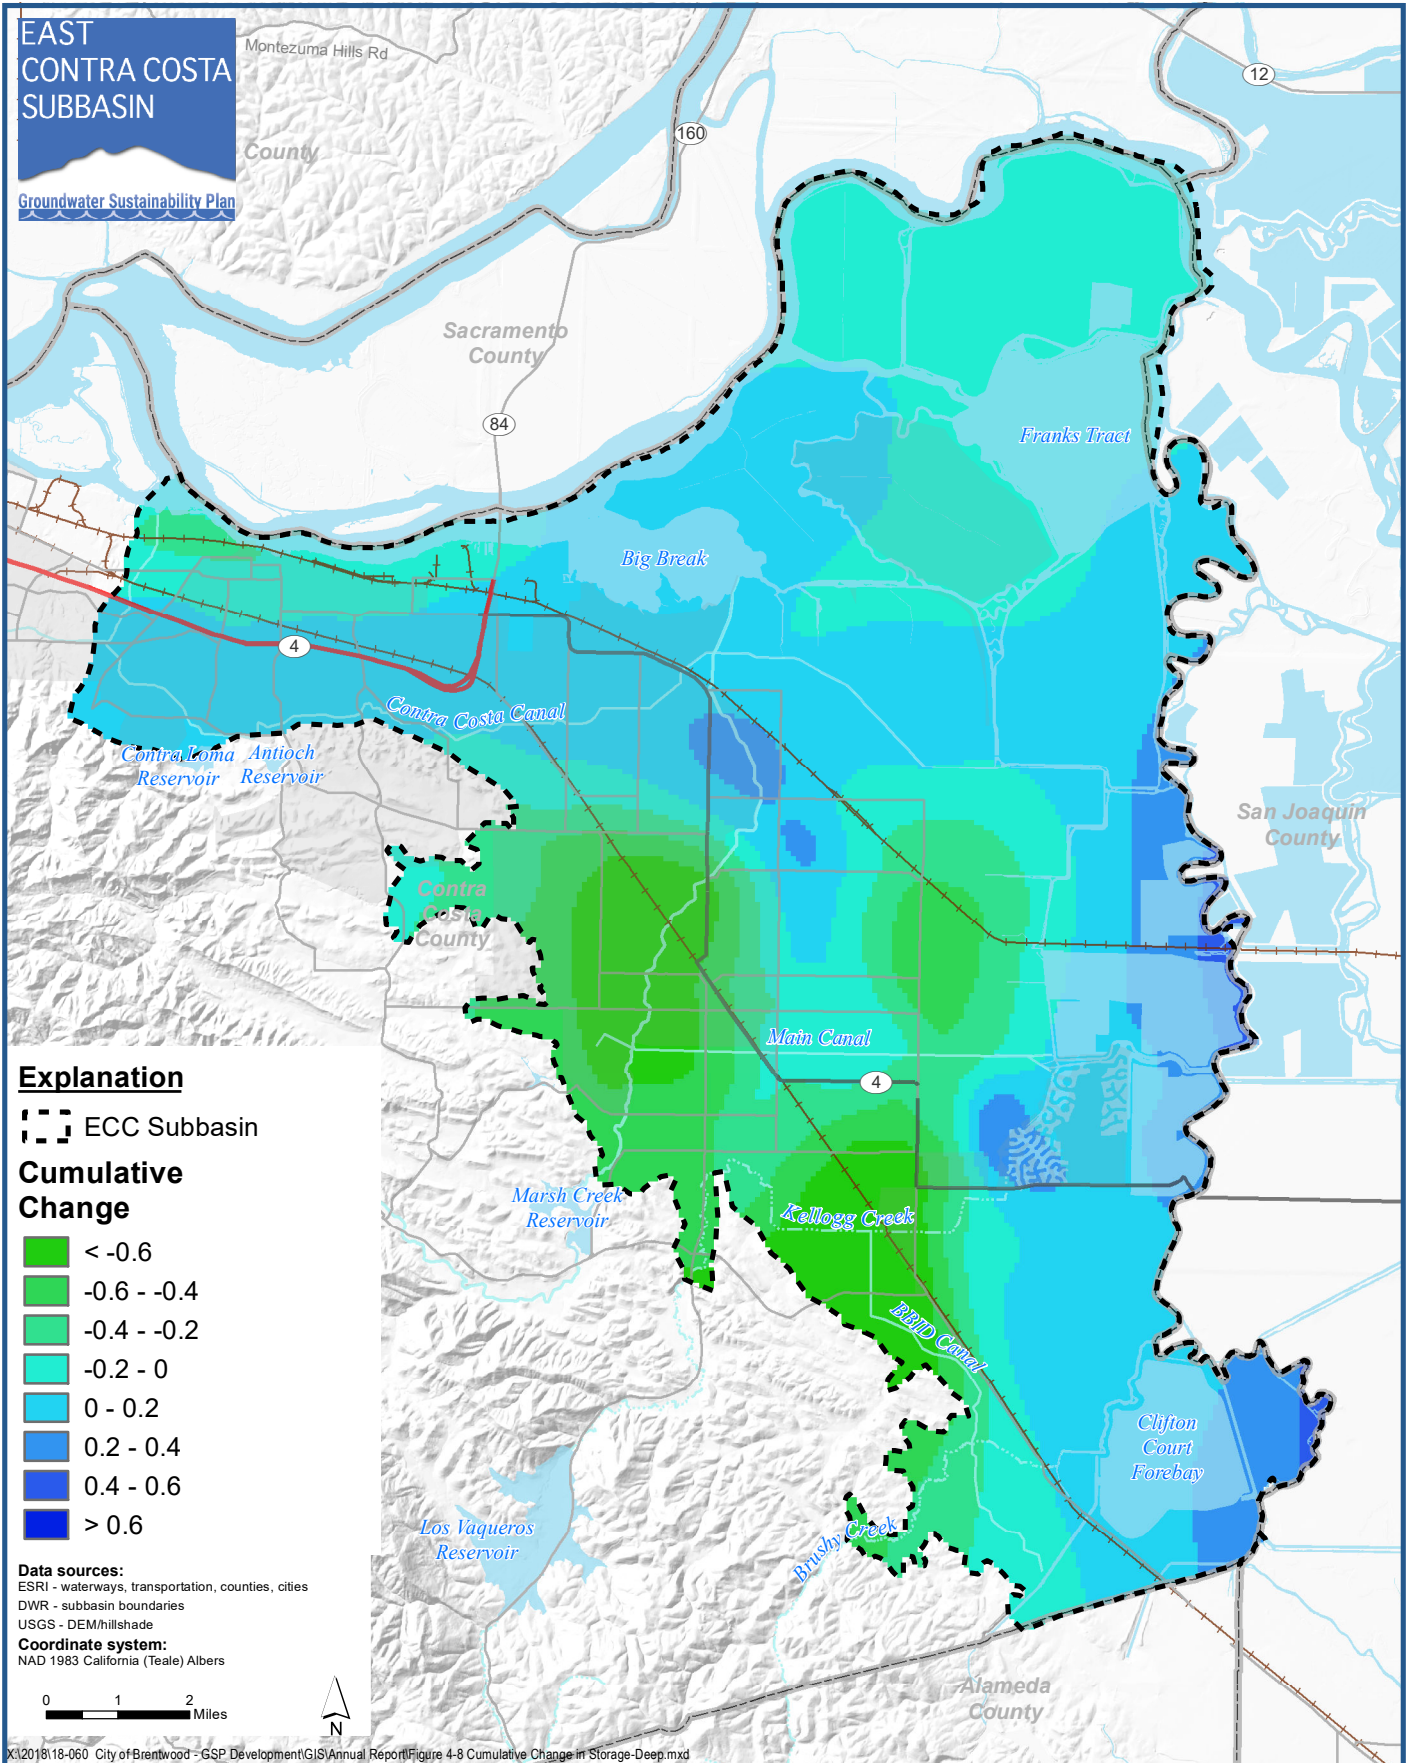 EAST
CONTRA COSTA
SUBBASIN
Groundwater Sustainability Plan
Montezuma Hills Rd
County
160
12
Sacramento
County
84
Franks Tract
Big Break
4
Contra Costa Canal
Contra Loma
Reservoir
Antioch
Reservoir
San Joaquin
County
Contra
Costa
County
Main Canal
4
Marsh Creek
Reservoir
Kellogg Creek
BBID Canal
Clifton
Court
Forebay
Los Vaqueros
Reservoir
Brushy Creek
Alameda
County
Explanation
ECC Subbasin
Cumulative
Change
< -0.6
-0.6 - -0.4
-0.4 - -0.2
-0.2 - 0
0 - 0.2
0.2 - 0.4
0.4 - 0.6
> 0.6
Data sources:
ESRI - waterways, transportation, counties, cities
DWR - subbasin boundaries
USGS - DEM/hillshade
Coordinate system:
NAD 1983 California (Teale) Albers
0 1 2
Miles
N
X:\2018\18-060 City of Brentwood - GSP Development\GIS\Annual Report\Figure 4-8 Cumulative Change in Storage-Deep.mxd